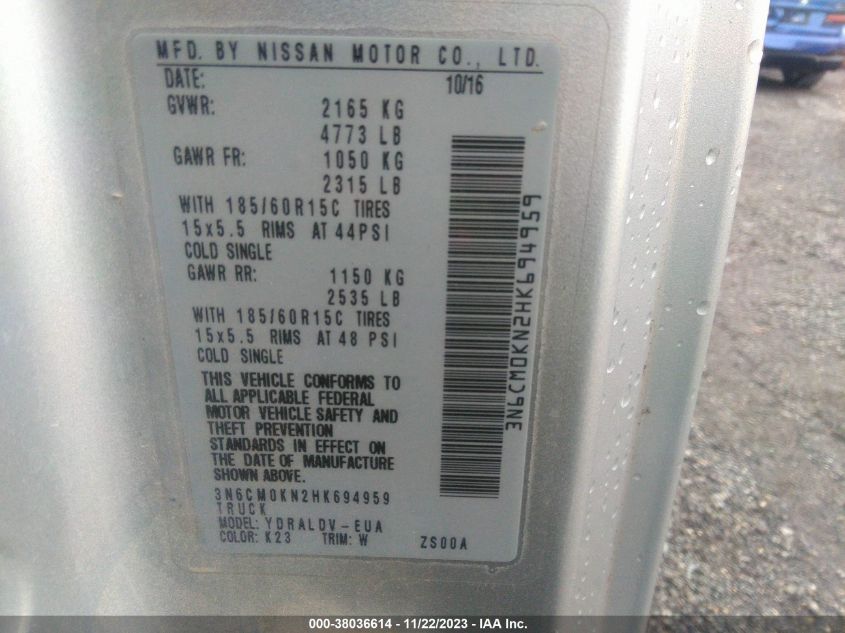 MFD. BY NISSAN MOTOR CO., LTD.
DATE: 10/16
GVWR: 2165 KG
4773 LB
GAWR FR: 1050 KG
2315 LB
WITH 185/60R15C TIRES
15x5.5 RIMS AT 44PSI
COLD SINGLE
GAWR RR: 1150 KG
2535 LB
WITH 185/60R15C TIRES
15x5.5 RIMS AT 48 PSI
COLD SINGLE
THIS VEHICLE CONFORMS TO
ALL APPLICABLE FEDERAL
MOTOR VEHICLE SAFETY AND
THEFT PREVENTION
STANDARDS IN EFFECT ON
THE DATE OF MANUFACTURE
SHOWN ABOVE.
3N6CM0KN2HK694959
TRUCK
MODEL: YDRALDV-EUA
COLOR: K23 TRIM: W ZS00A
3N6CM0KN2HK694959
000-38036614 - 11/22/2023 - IAA Inc.